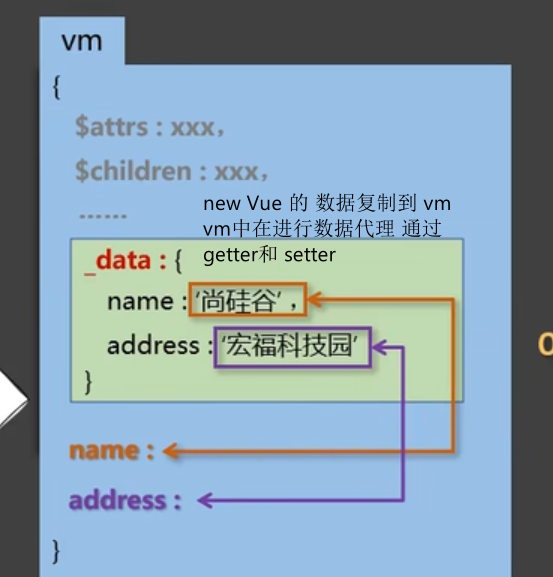 vm
{
$attrs : xxx，
$children : xxx，
……
new Vue 的 数据复制到 vm
vm中在进行数据代理 通过
getter和 setter
_data : {
name : '尚硅谷'，
address : '宏福科技园'
}
name :
address :
}